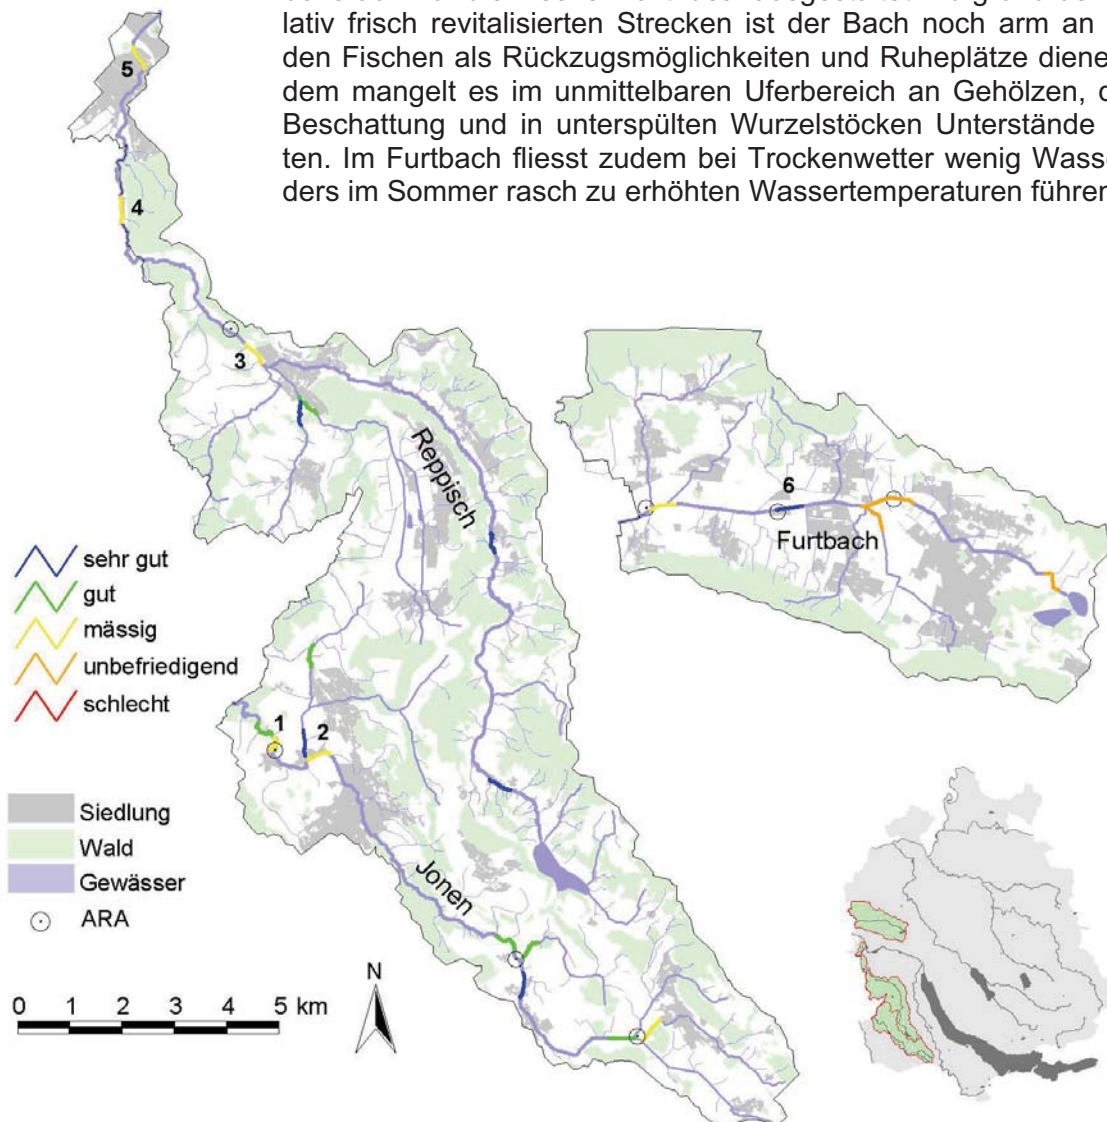 lativ frisch revitalisierten Strecken ist der Bach noch arm an
den Fischen als Rückzugsmöglichkeiten und Ruheplätze diene
dem mangelt es im unmittelbaren Uferbereich an Gehölzen,
Beschattung und in unterspülten Wurzelstöcken Unterstände
ten. Im Furtbach fliesst zudem bei Trockenwetter wenig Wasse
ders im Sommer rasch zu erhöhten Wassertemperaturen führen
5
4
3
Reppisch
6
Furtbach
sehr gut
gut
mässig
unbefriedigend
schlecht
1
2
Siedlung
Wald
Gewässer
ARA
Jonen
N
0 1 2 3 4 5 km